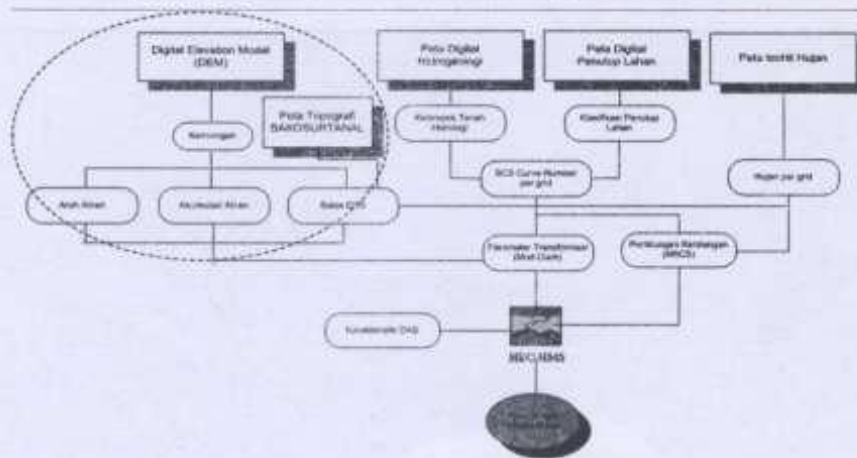 Digital Elevation Model
(DEM)
Peta Digital
Hidrogeologi
Peta Digital
Penutup Lahan
Peta Isohit Hujan
Peta Topografi
BAKOSURTANAL
Kemiringan
Kelompok Tanah
Hidrologi
Klasifikasi Penutup
Lahan
SCS Curve Number
per grid
Hujan per grid
Arah Aliran
Akumulasi Aliran
Batas DAS
Parameter Transformasi
(Mod Clark)
Perhitungan Kehilangan
Karakteristik DAS
HEC-HMS